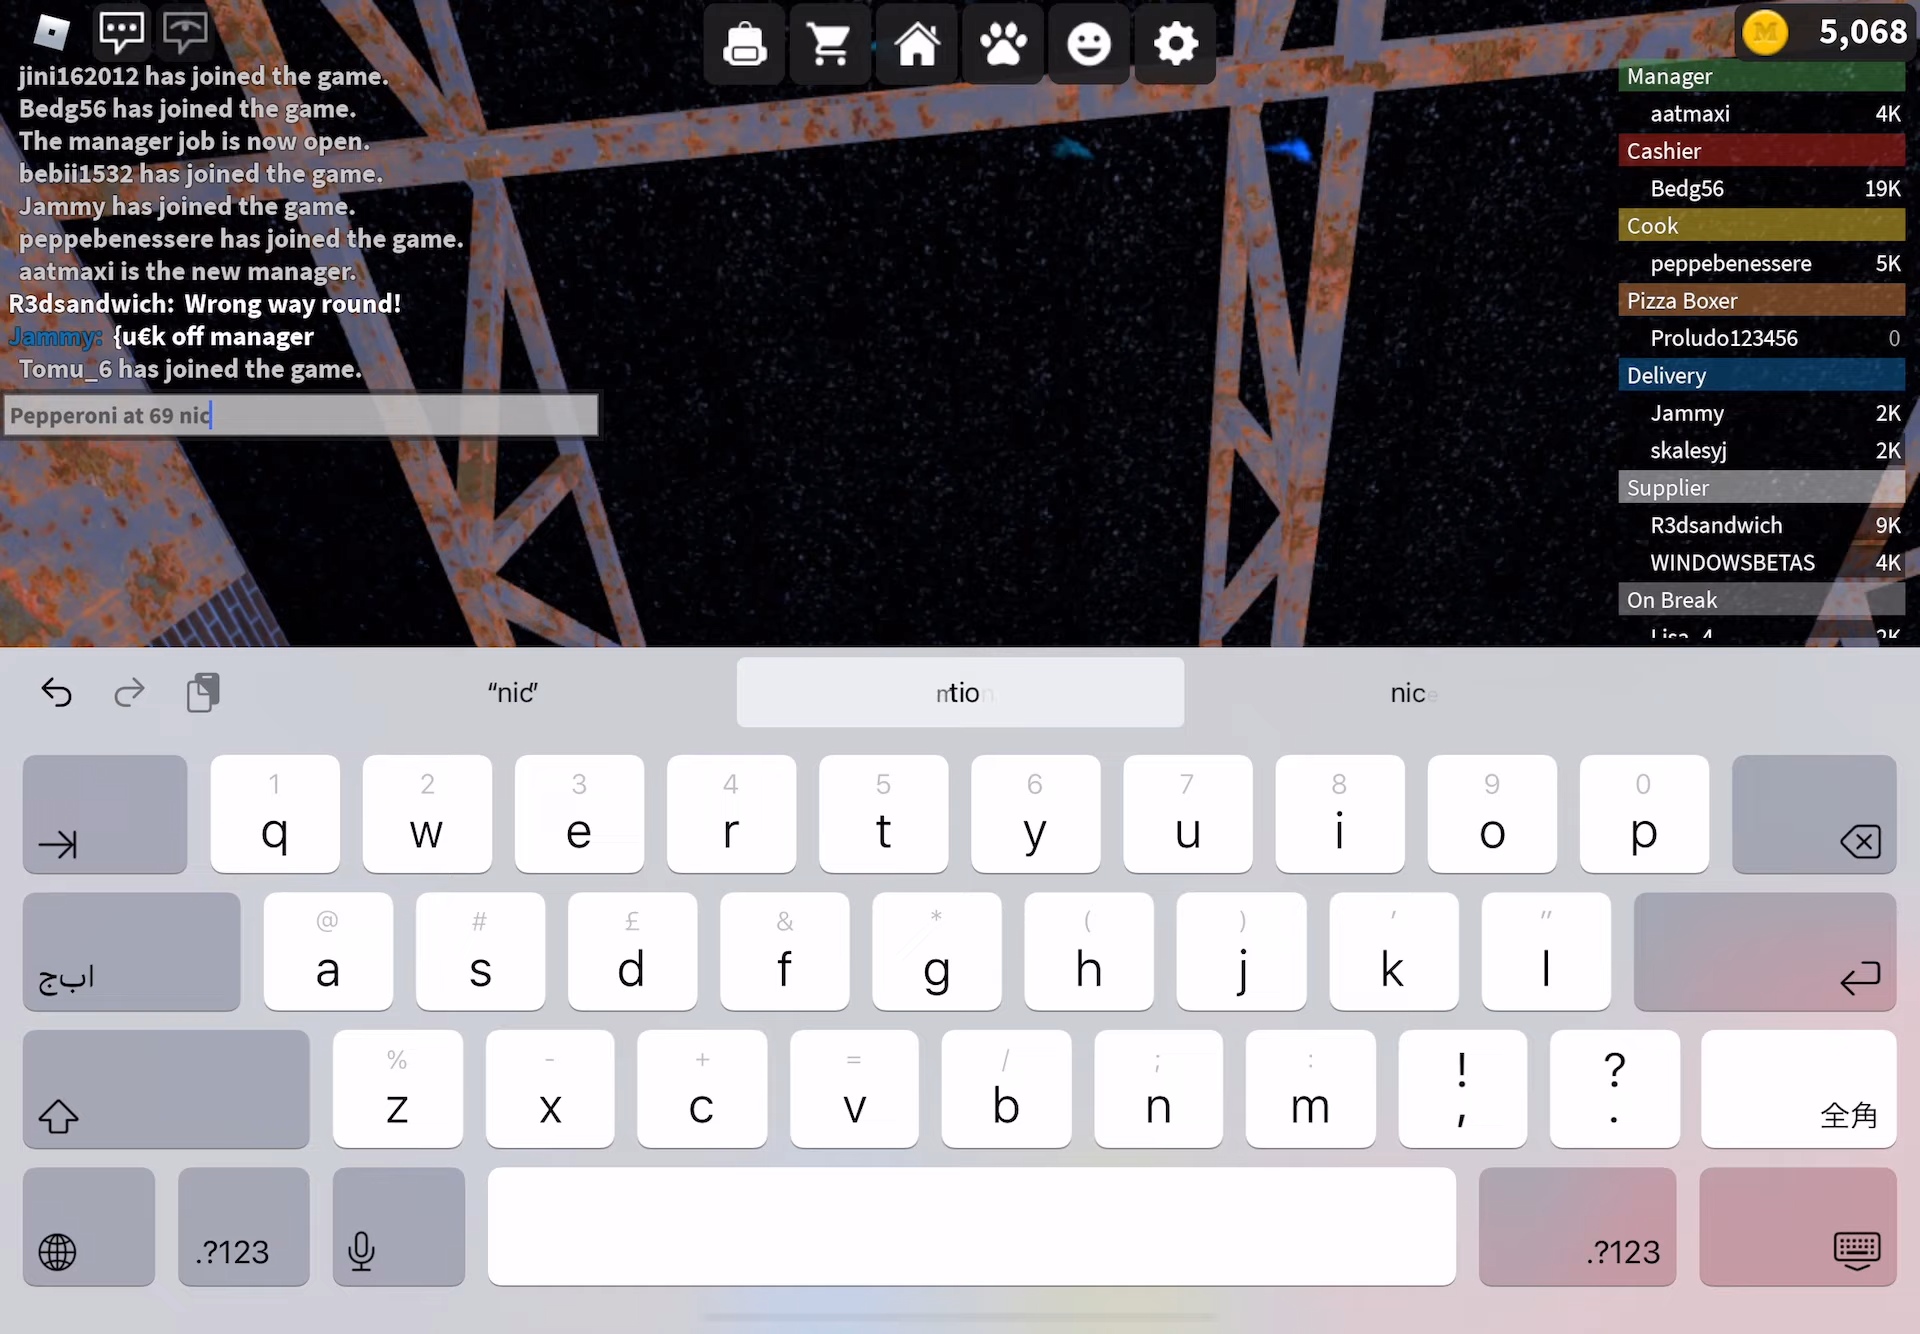 5,068
jini162012 has joined the game.
Bedg56 has joined the game.
The manager job is now open.
bebii1532 has joined the game.
Jammy has joined the game.
peppebenessere has joined the game.
aatmaxi is the new manager.
R3dsandwich: Wrong way round!
Jammy: {u€k off manager
Tomu_6 has joined the game.
Pepperoni at 69 nic
Manager
aatmaxi 4K
Cashier
Bedg56 19K
Cook
peppebenessere 5K
Pizza Boxer
Proludo123456 0
Delivery
Jammy 2K
skalesyj 2K
Supplier
R3dsandwich 9K
WINDOWSBETAS 4K
On Break
“nic” nice
1 2 3 4 5 6 7 8 9 0
q w e r t y u i o p
@ # £ & * ( ) ' "
ابج a s d f g h j k l
% - + = / ; : ! ?
z x c v b n m , . 全角
.?123 .?123